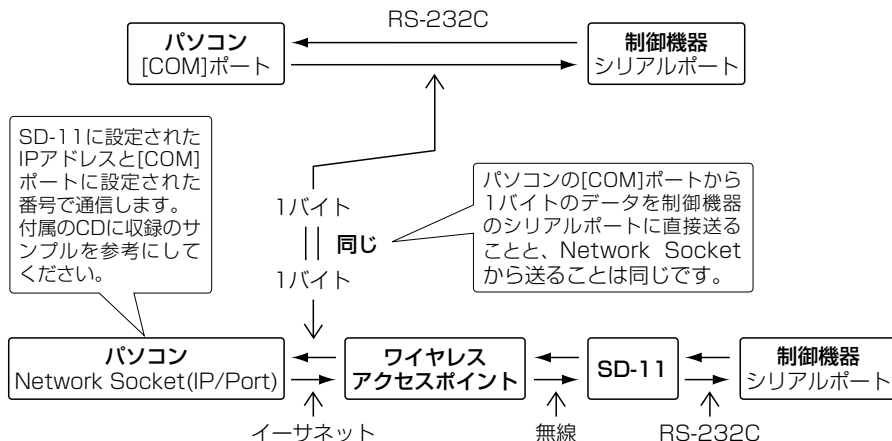 RS-232C
パソコン
[COM]ポート
制御機器
シリアルポート
SD-11に設定された
IPアドレスと[COM]
ポートに設定された
番号で通信します。
付属のCDに収録のサ
ンプルを参考にして
ください。
1バイト
同じ
1バイト
パソコンの[COM]ポートから
1バイトのデータを制御機器
のシリアルポートに直接送る
ことと、Network Socket
から送ることは同じです。
パソコン
Network Socket(IP/Port)
ワイヤレス
アクセスポイント
SD-11
制御機器
シリアルポート
イーサネット
無線
RS-232C